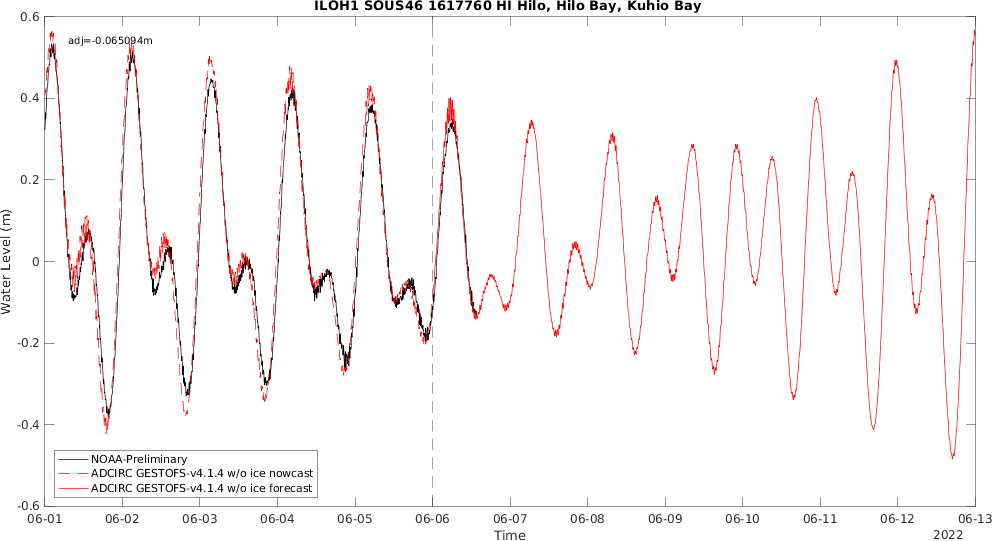 ILOH1 SOUS46 1617760 HI Hilo, Hilo Bay, Kuhio Bay
0.6
adj=-0.065094m
0.4
0.2
0
-0.2
-0.4
-0.6
Water Level (m)
NOAA-Preliminary
ADCIRC GESTOFS-v4.1.4 w/o ice nowcast
ADCIRC GESTOFS-v4.1.4 w/o ice forecast
06-01 06-02 06-03 06-04 06-05 06-06 06-07 06-08 06-09 06-10 06-11 06-12 06-13
Time
2022